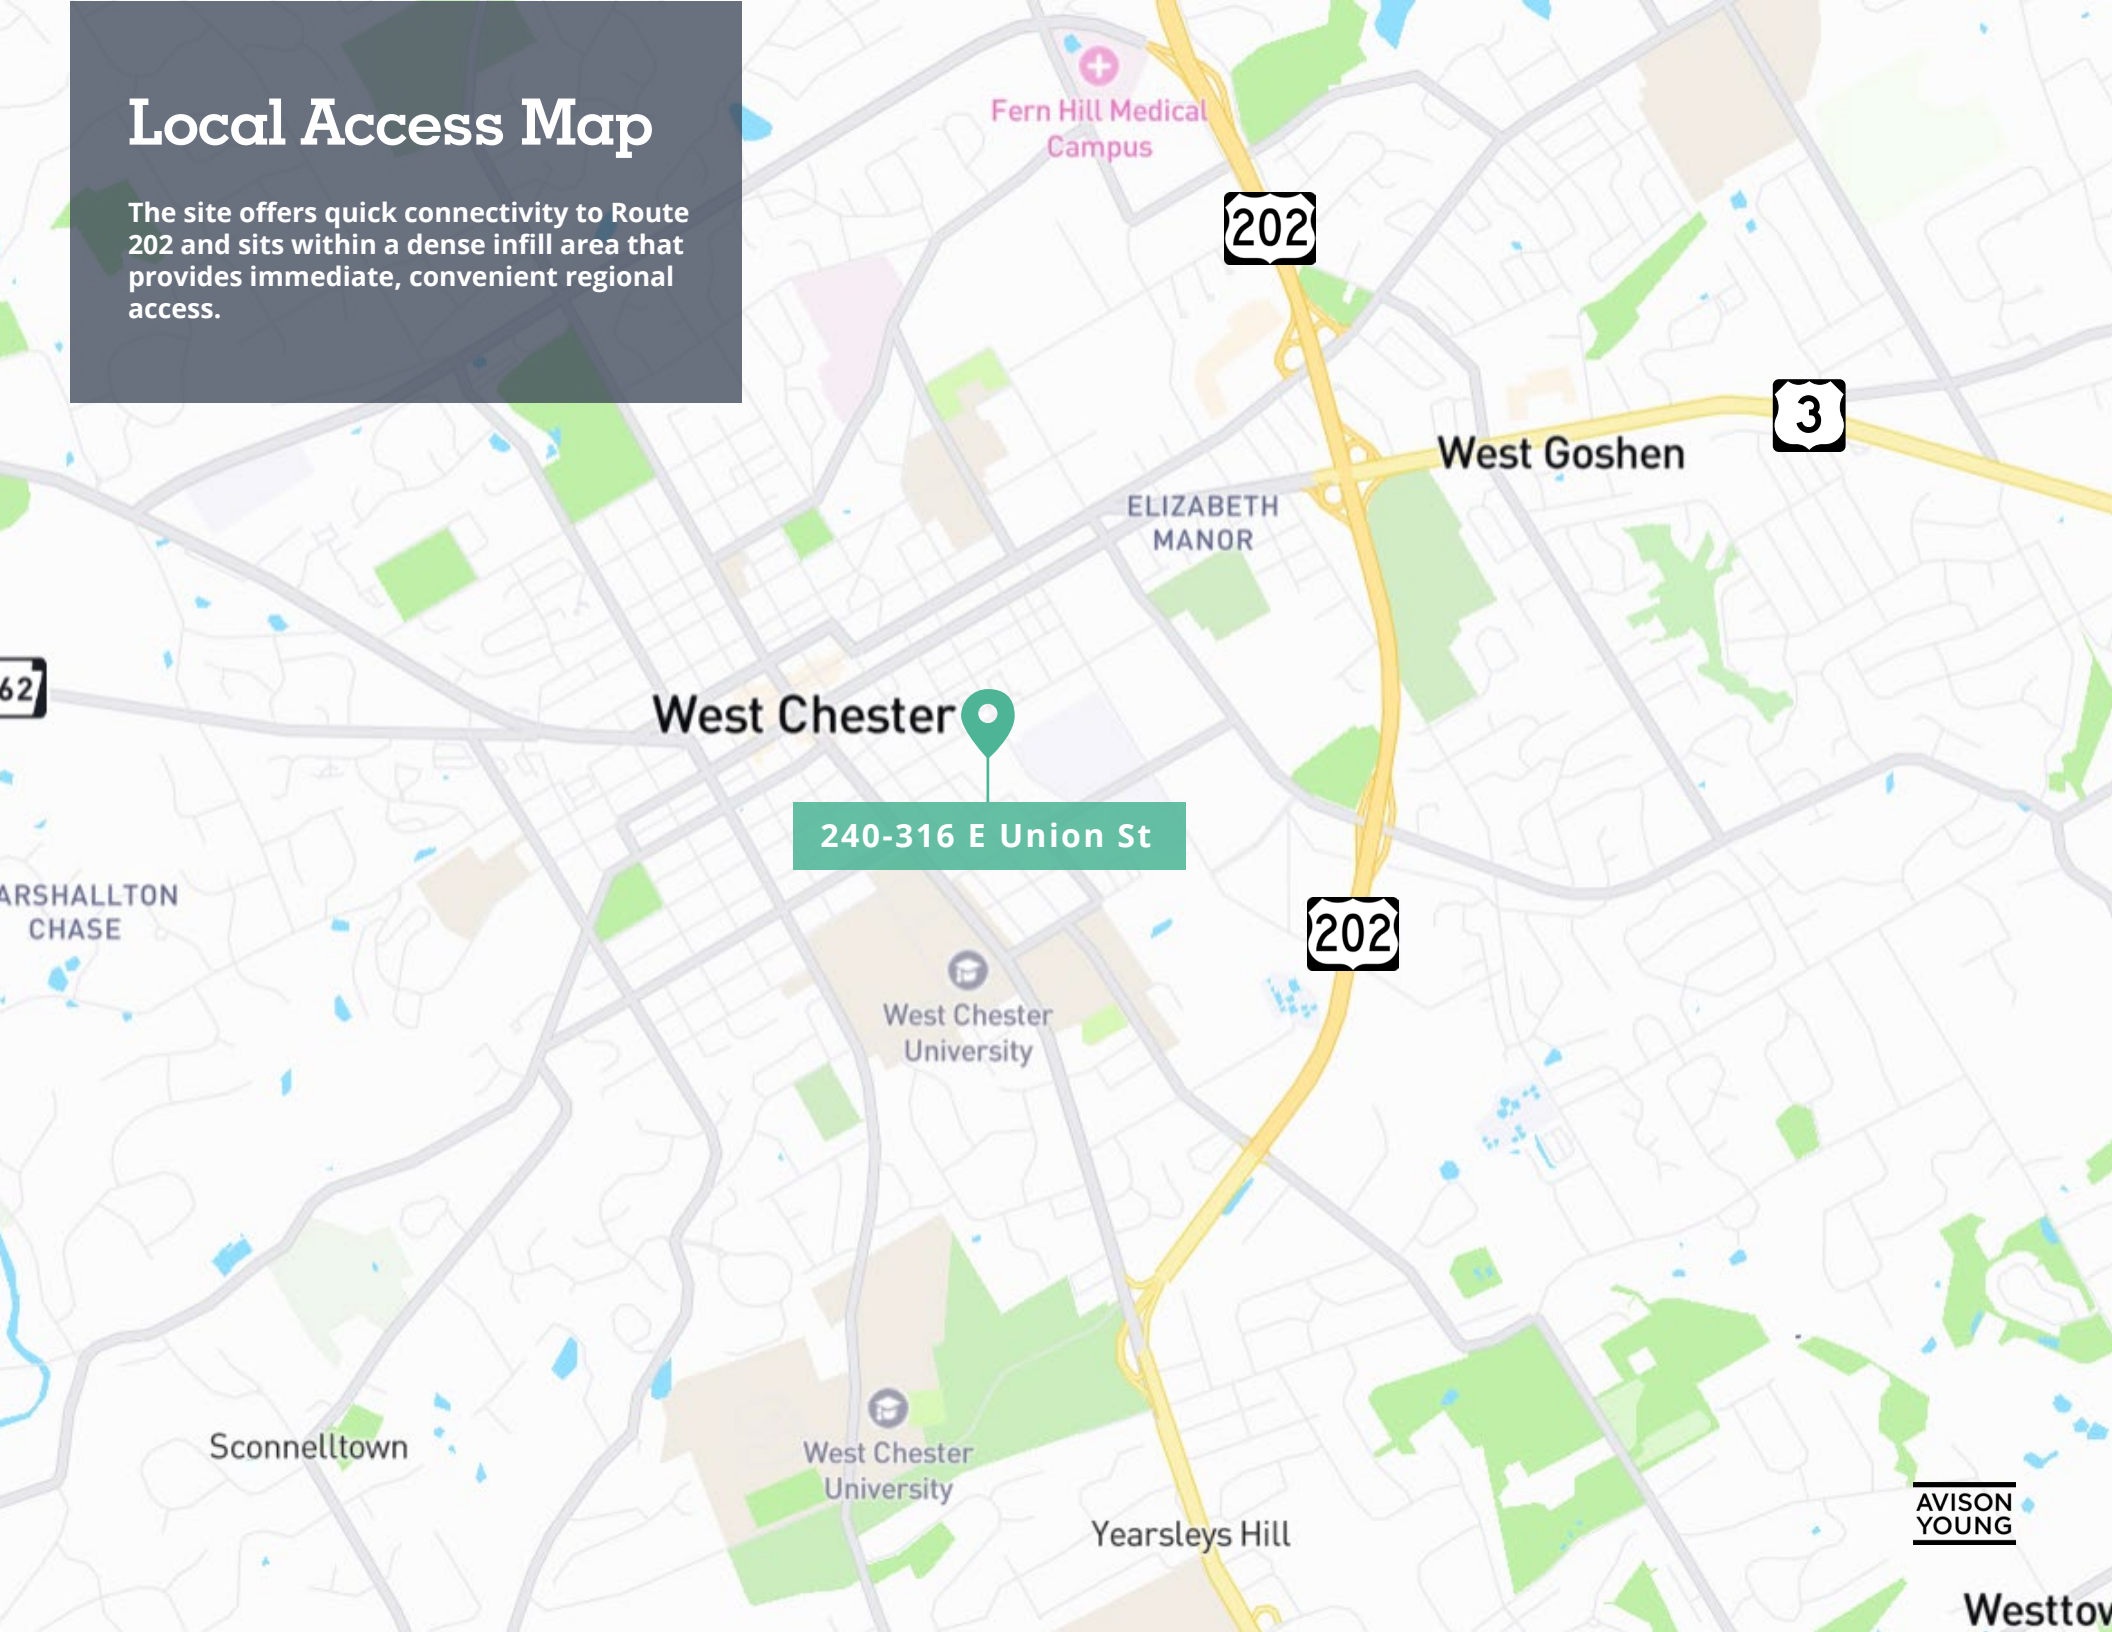 Local Access Map
The site offers quick connectivity to Route
202 and sits within a dense infill area that
provides immediate, convenient regional
access.
Fern Hill Medical
Campus
202
3
West Goshen
ELIZABETH
MANOR
62
West Chester
240-316 E Union St
ARSHALLTON
CHASE
202
West Chester
University
Sconnelltown
West Chester
University
Yearsleys Hill
AVISON
YOUNG
Westtow